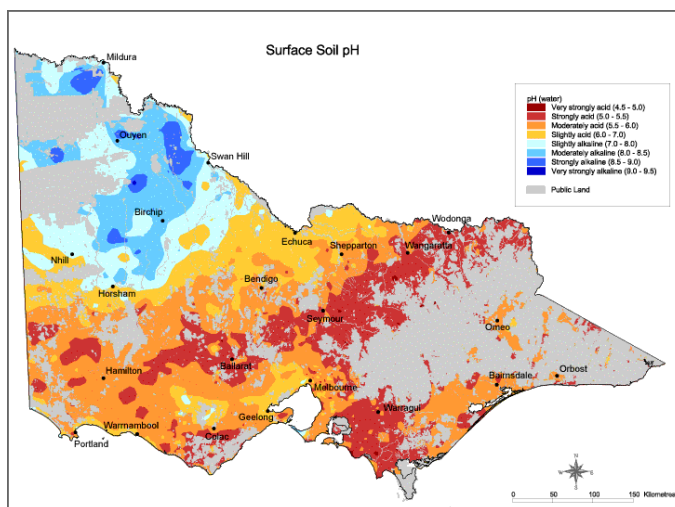 Surface Soil pH
pH (water)
Very strongly acid (4.5 - 5.0)
Strongly acid (5.0 - 5.5)
Moderately acid (5.5 - 6.0)
Slightly acid (6.0 - 7.0)
Slightly alkaline (7.0 - 8.0)
Moderately alkaline (8.0 - 8.5)
Strongly alkaline (8.5 - 9.0)
Very strongly alkaline (9.0 - 9.5)
Public Land
Mildura
Ouyen
Swan Hill
Birchip
Nhill
Horsham
Echuca
Shepparton
Wodonga
Wangaratta
Bendigo
Seymour
Omeo
Ballarat
Hamilton
Melbourne
Bairnsdale
Orbost
Geelong
Warragul
Warrnambool
Colac
Portland
N
W
E
S
0 50 100 150 Kilometres